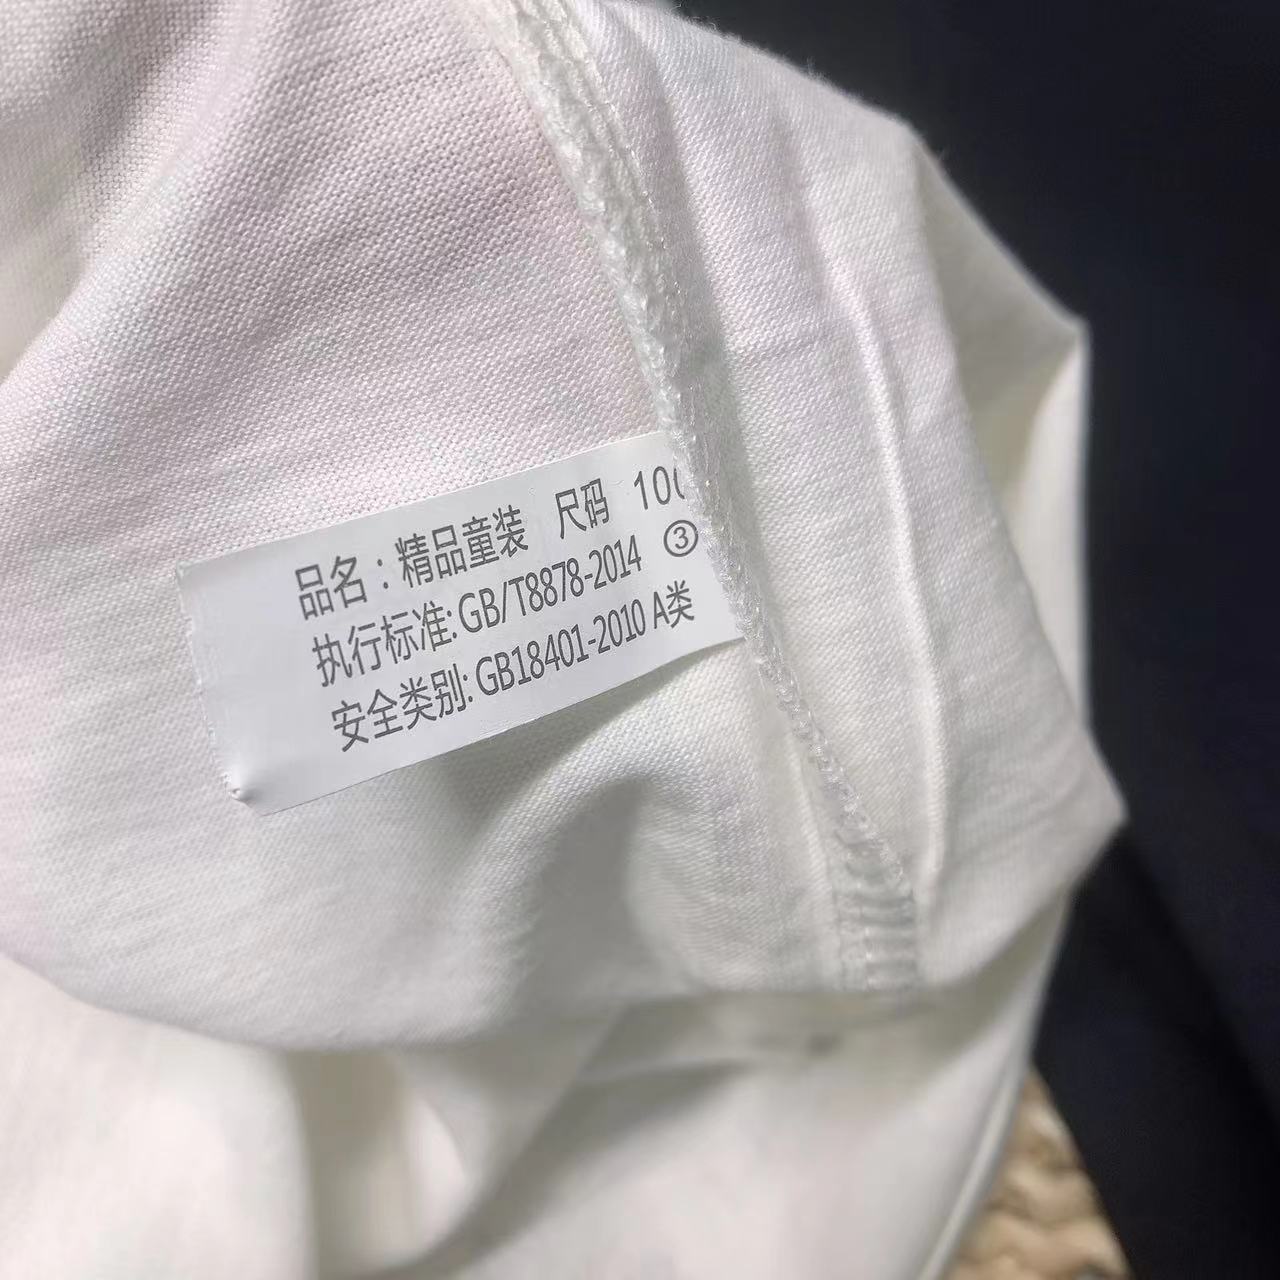 品名：精品童装 尺码 100
执行标准:GB/T8878-2014 ③
安全类别:GB18401-2010 A类